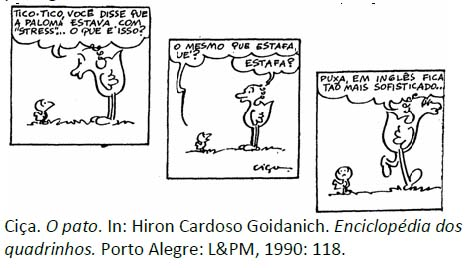 TICO-TICO, VOCÊ DISSE QUE
A PALOMA ESTAVA COM
"STRESS"... O QUE É ISSO?
O MESMO QUE ESTAFA,
UÉ?
ESTAFA?
CIÇA
PUXA, EM INGLÊS FICA
TÃO MAIS SOFISTICADO...
Ciça. O pato. In: Hiron Cardoso Goidanich. Enciclopédia dos
quadrinhos. Porto Alegre: L&PM, 1990: 118.